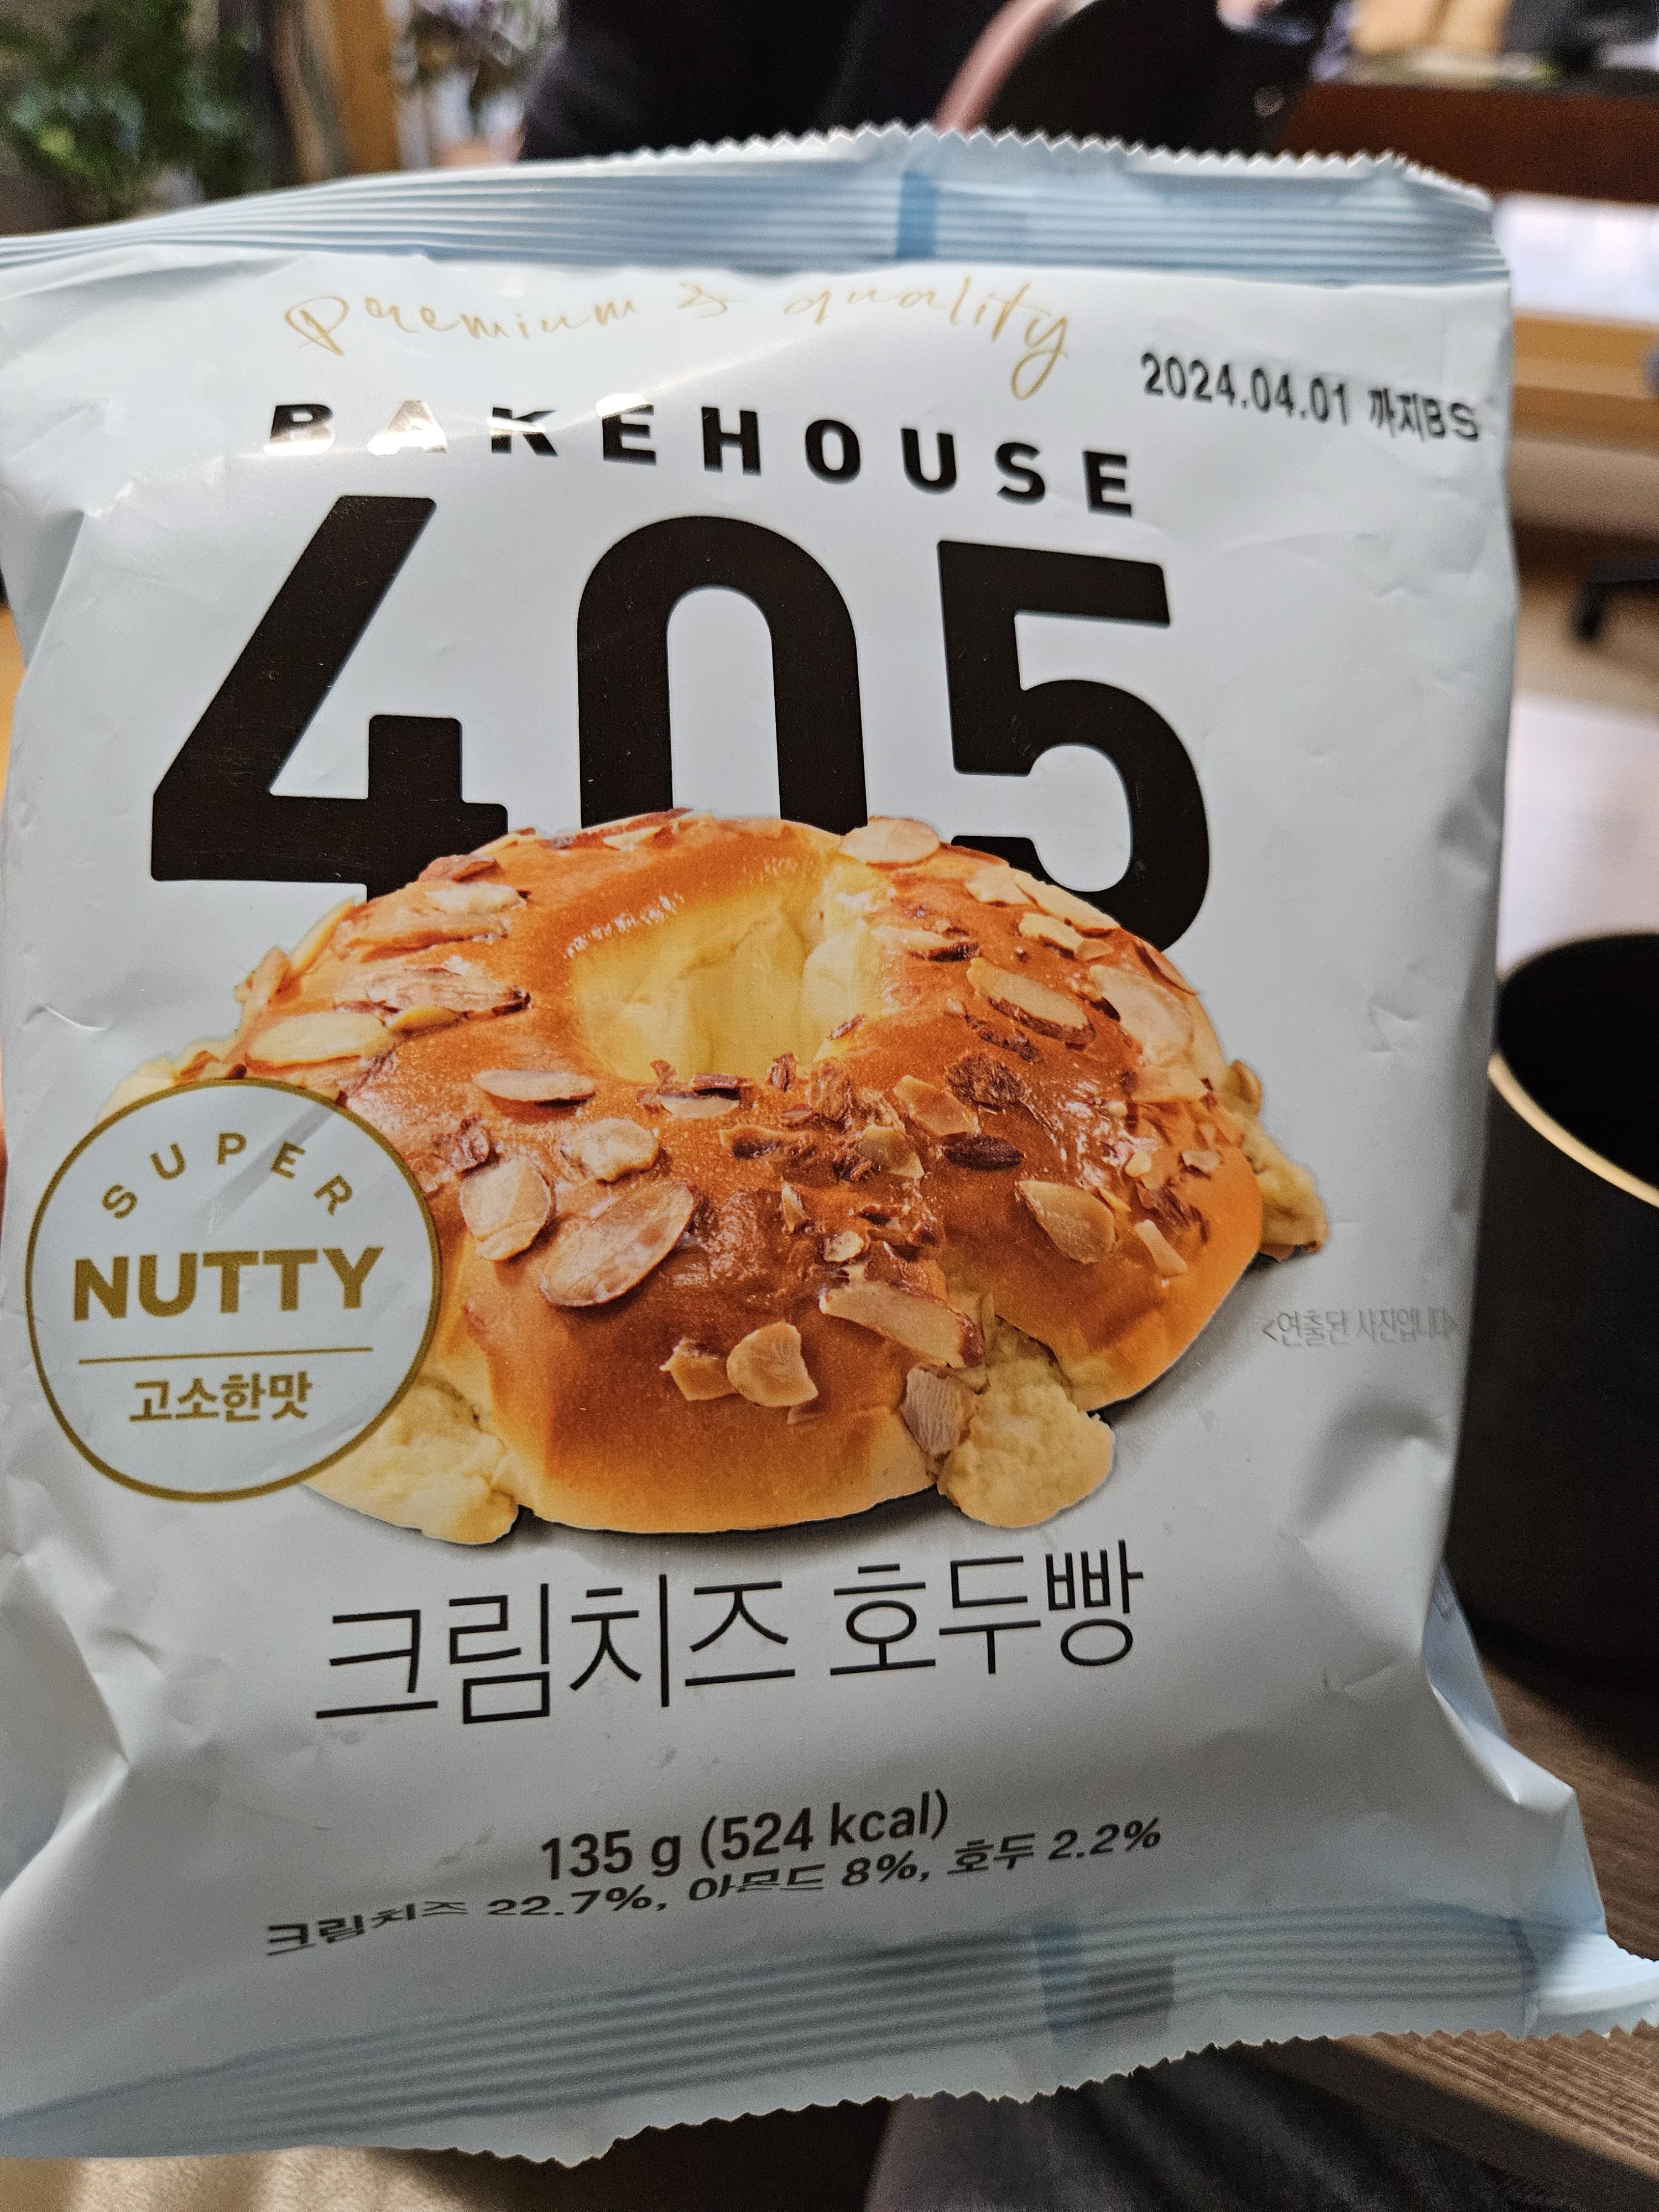 Premium & quality
2024.04.01 까지BS
BAKEHOUSE
405
SUPER
NUTTY
고소한맛
<연출된 사진입니다>
크림치즈 호두빵
135 g (524 kcal)
크림치즈 22.7%, 아몬드 8%, 호두 2.2%